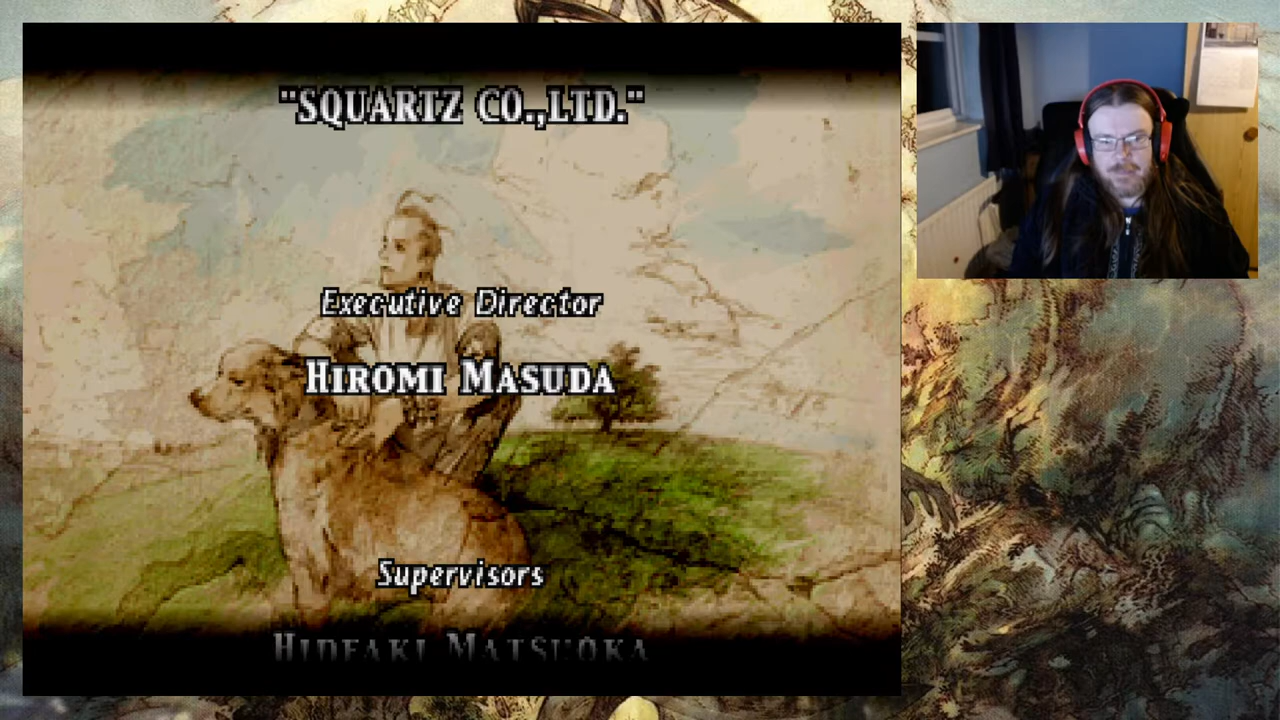 "SQUARTZ CO.,LTD."
Executive Director
HIROMI MASUDA
Supervisors
HIDEAKI MATSUOKA